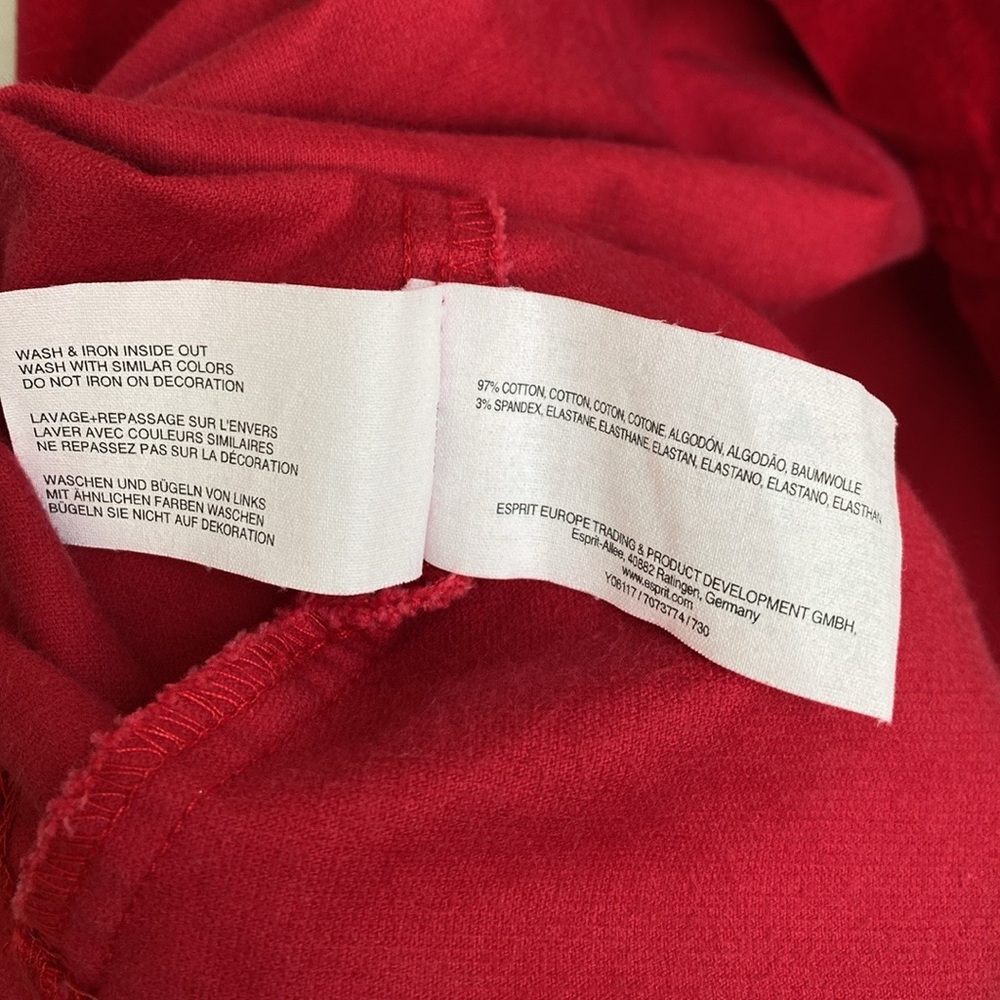 WASH & IRON INSIDE OUT
WASH WITH SIMILAR COLORS
DO NOT IRON ON DECORATION
LAVAGE+REPASSAGE SUR L'ENVERS
LAVER AVEC COULEURS SIMILAIRES
NE REPASSEZ PAS SUR LA DÉCORATION
WASCHEN UND BÜGELN VON LINKS
MIT ÄHNLICHEN FARBEN WASCHEN
BÜGELN SIE NICHT AUF DEKORATION
97% COTTON, COTTON, COTON, COTONE, ALGODÓN, ALGODÃO, BAUMWOLLE
3% SPANDEX, ELASTANE, ELASTHANE, ELASTAN, ELASTANO, ELASTANO, ELASTHAN
ESPRIT EUROPE TRADING & PRODUCT DEVELOPMENT GMBH,
Esprit-Allee, 40882 Ratingen, Germany
www.esprit.com
Y06117 / 7073774 / 730